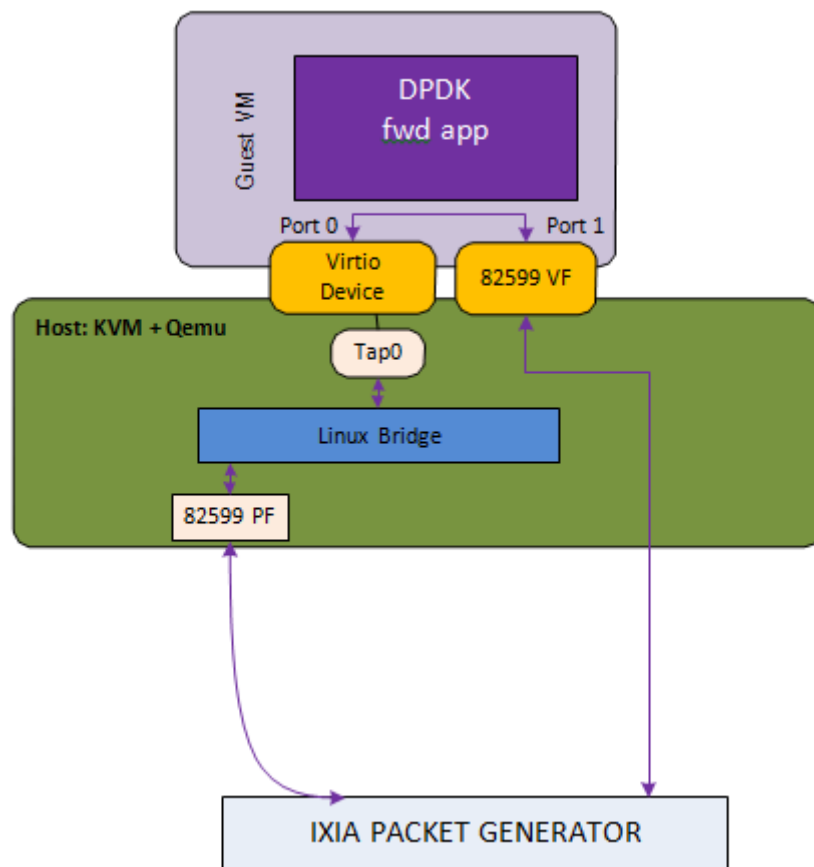 DPDK
fwd app
Guest VM
Port 0
Port 1
Virtio
Device
82599 VF
Host: KVM + Qemu
Tap0
Linux Bridge
82599 PF
IXIA PACKET GENERATOR